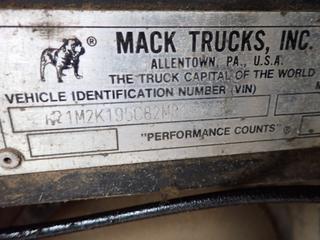 ® MACK TRUCKS, INC.
ALLENTOWN, PA., U.S.A.
THE TRUCK CAPITAL OF THE WORLD
VEHICLE IDENTIFICATION NUMBER (VIN)
"PERFORMANCE COUNTS" ®